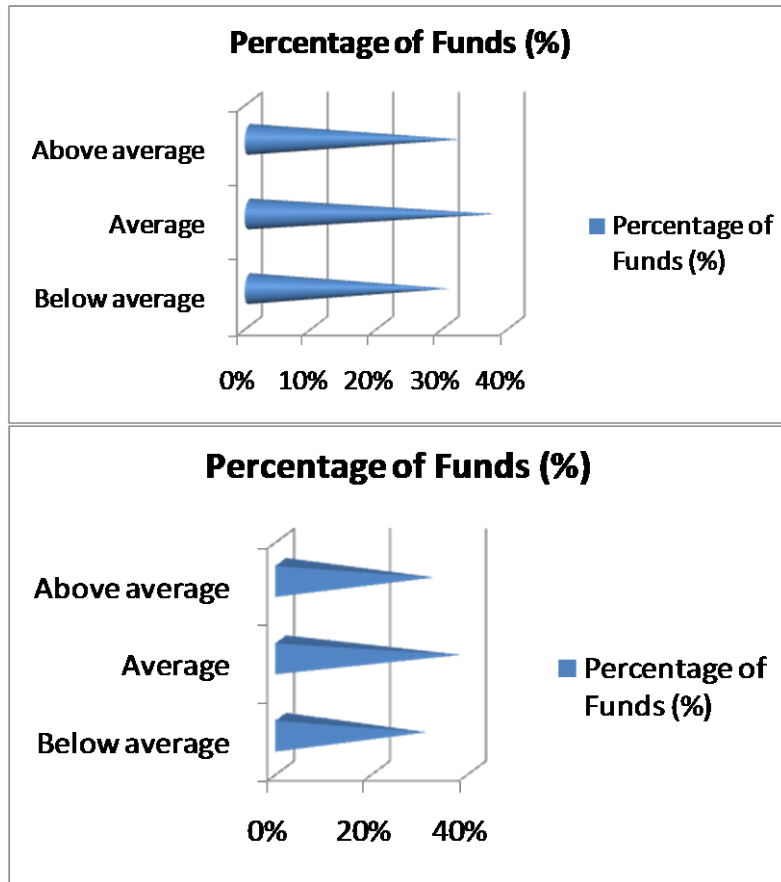 Percentage of Funds (%)
Above average
Average
Below average
0% 10% 20% 30% 40%
Percentage of
Funds (%)
Percentage of Funds (%)
Above average
Average
Below average
0% 20% 40%
Percentage of
Funds (%)